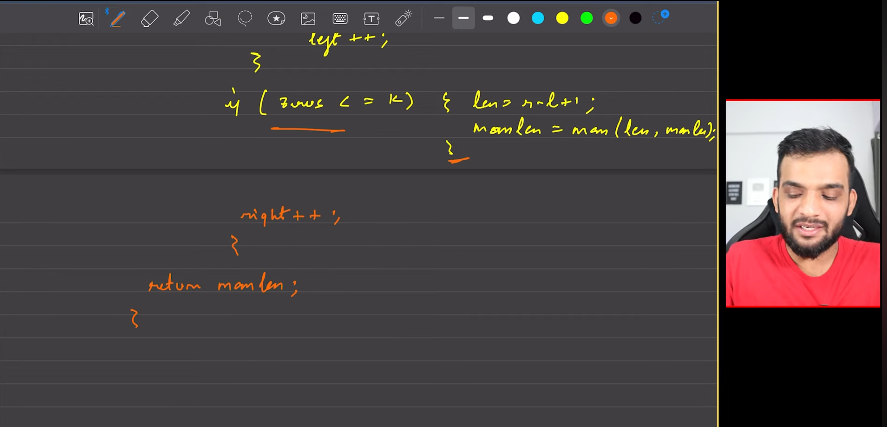 left ++;
}
if ( zeros < = K) { len = r-l+1;
maxlen = max(len, maxlen);
}
right++;
}
return maxlen;
}